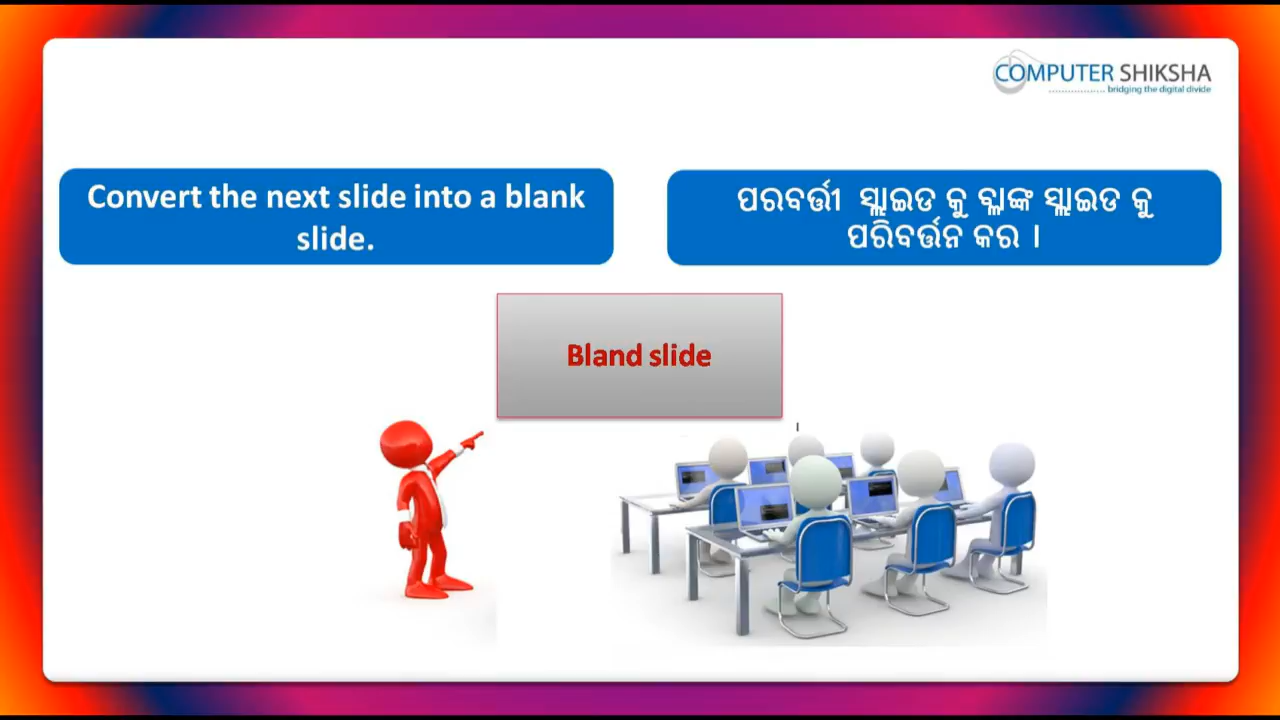 COMPUTER SHIKSHA
bridging the digital divide
Convert the next slide into a blank
slide.
ପରବର୍ତ୍ତୀ ସ୍ଲାଇଡ କୁ ବ୍ଲାଙ୍କ ସ୍ଲାଇଡ କୁ
ପରିବର୍ତ୍ତନ କର ।
Bland slide